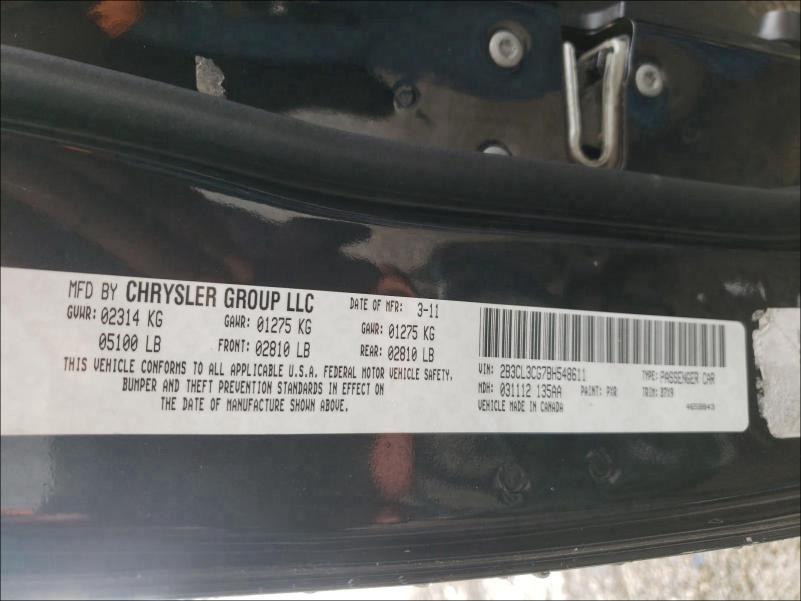 MFD BY CHRYSLER GROUP LLC DATE OF MFR: 3-11
GVWR: 02314 KG GAWR: 01275 KG GAWR: 01275 KG
05100 LB FRONT: 02810 LB REAR: 02810 LB
THIS VEHICLE CONFORMS TO ALL APPLICABLE U.S.A. FEDERAL MOTOR VEHICLE SAFETY,
BUMPER AND THEFT PREVENTION STANDARDS IN EFFECT ON
THE DATE OF MANUFACTURE SHOWN ABOVE.
VIN: 2B3CL3CG7BH548611 TYPE: PASSENGER CAR
MDH: 031112 135AA PAINT: PXR TRIM: D7X9
VEHICLE MADE IN CANADA